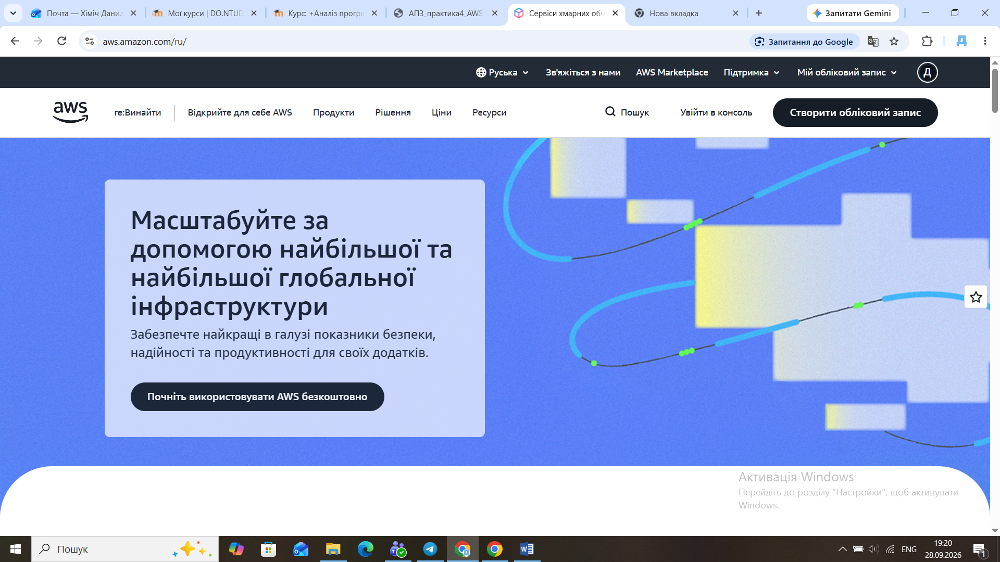 Почта — Хіміч Данил
Мої курси | DO.NTUD
Курс: +Аналіз програ
АПЗ_практика4_AWS_
Сервіси хмарних обч
Нова вкладка
Запитати Gemini
aws.amazon.com/ru/
Запитання до Google
Руська
Зв'яжіться з нами
AWS Marketplace
Підтримка
Мій обліковий запис
Д
aws
re:Винайти
Відкрийте для себе AWS
Продукти
Рішення
Ціни
Ресурси
Пошук
Увійти в консоль
Створити обліковий запис
Масштабуйте за
допомогою найбільшої та
найбільшої глобальної
інфраструктури
Забезпечте найкращі в галузі показники безпеки,
надійності та продуктивності для своїх додатків.
Почніть використовувати AWS безкоштовно
Активація Windows
Перейдіть до розділу "Настройки", щоб активувати
Windows.
Пошук
ENG
19:20
28.09.2026
1